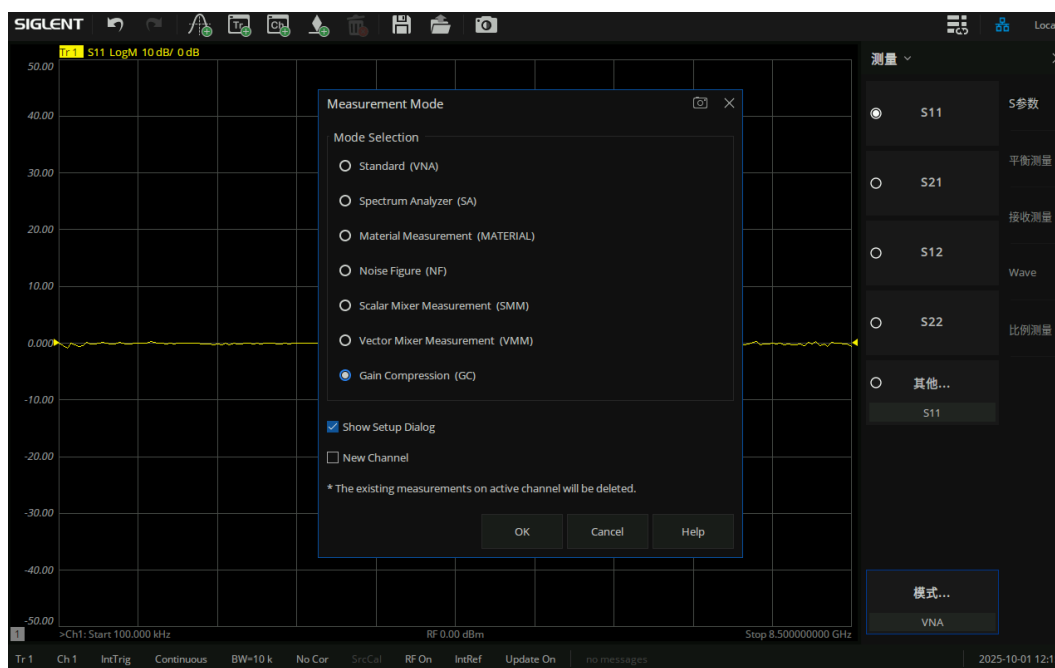 SIGLENT
Tr
Ch
Loca
Tr 1 S11 LogM 10 dB/ 0 dB
50.00
40.00
30.00
20.00
10.00
0.000
-10.00
-20.00
-30.00
-40.00
-50.00
Measurement Mode
Mode Selection
Standard (VNA)
Spectrum Analyzer (SA)
Material Measurement (MATERIAL)
Noise Figure (NF)
Scalar Mixer Measurement (SMM)
Vector Mixer Measurement (VMM)
Gain Compression (GC)
Show Setup Dialog
New Channel
* The existing measurements on active channel will be deleted.
OK Cancel Help
测量
S11
S21
S12
S22
其他...
S11
模式...
VNA
S参数
平衡测量
接收测量
Wave
比例测量
1 >Ch1: Start 100.000 kHz RF 0.00 dBm Stop 8.500000000 GHz
Tr 1 Ch 1 IntTrig Continuous BW=10 k No Cor SrcCal RF On IntRef Update On no messages 2025-10-01 12:1